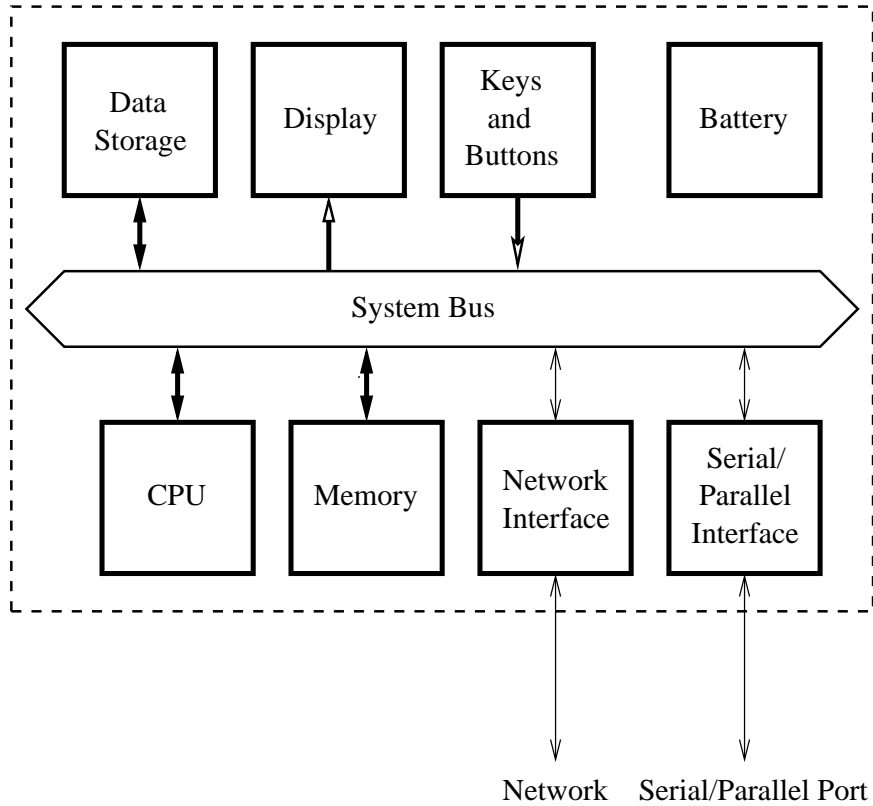 Data
Storage
Display
Keys
and
Buttons
Battery
System Bus
CPU
Memory
Network
Interface
Serial/
Parallel
Interface
Network
Serial/Parallel Port